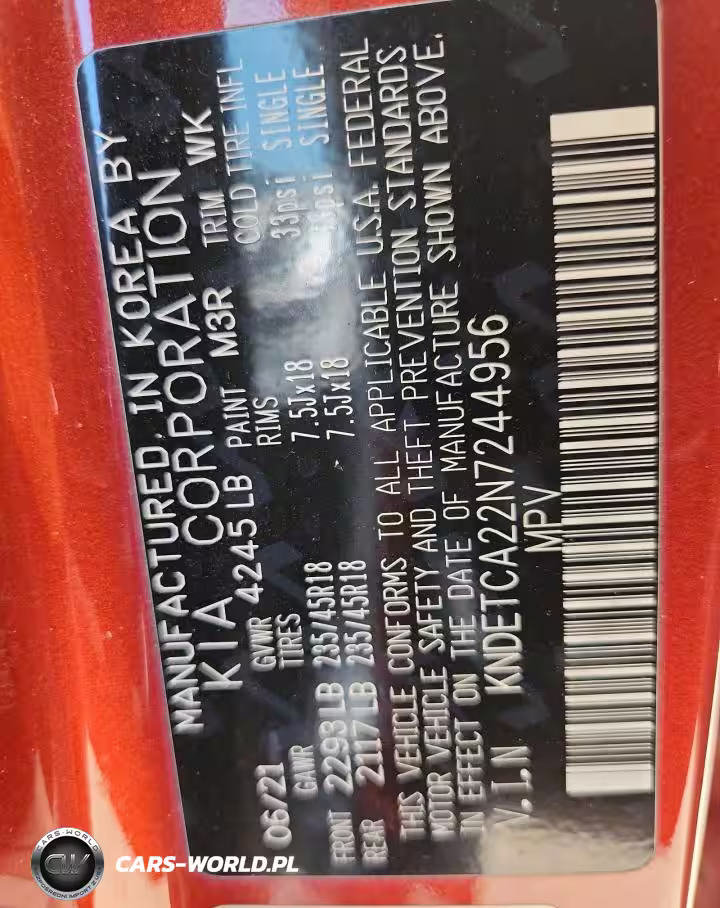 MANUFACTURED IN KOREA BY
KIA CORPORATION
06/21 GVWR 4245 LB PAINT M3R TRIM WK
GAWR TIRES RIMS COLD TIRE INFL
FRONT 2293 LB 235/45R18 7.5Jx18 33psi SINGLE
REAR 2117 LB 235/45R18 7.5Jx18 SINGLE
THIS VEHICLE CONFORMS TO ALL APPLICABLE U.S.A. FEDERAL
MOTOR VEHICLE SAFETY AND THEFT PREVENTION STANDARDS
IN EFFECT ON THE DATE OF MANUFACTURE SHOWN ABOVE.
V.I.N KNDETCA22N7244956
MPV
CARS-WORLD
CW
CARS-WORLD.PL